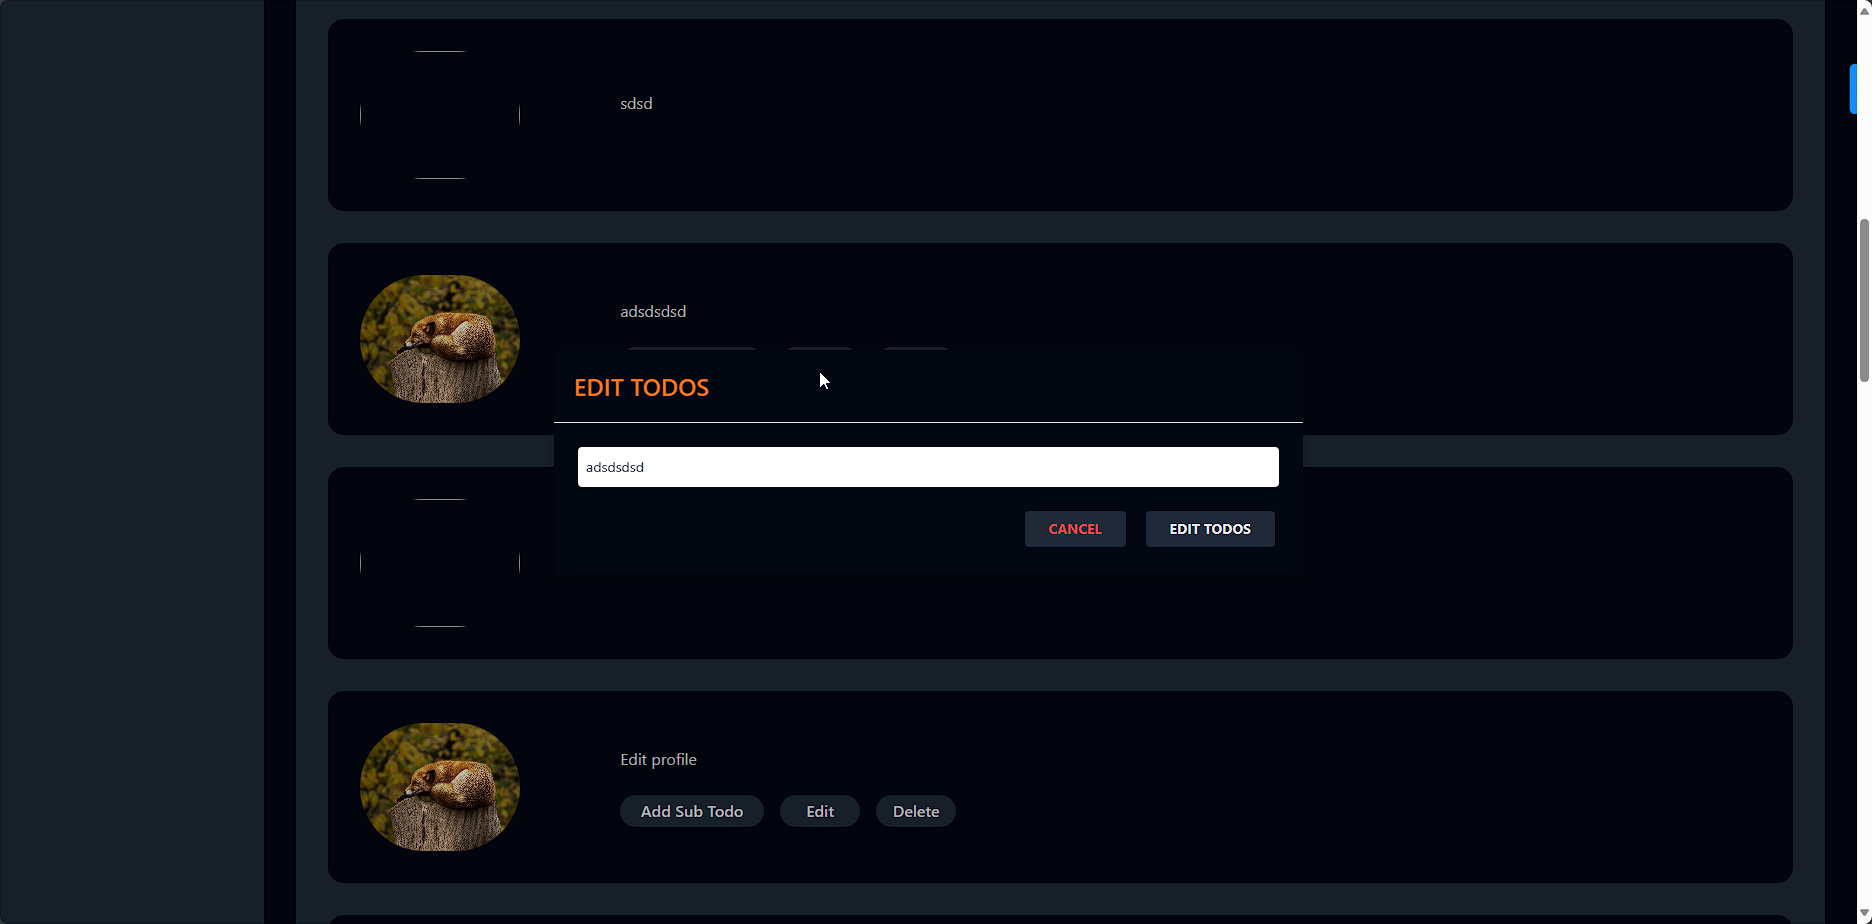 sdsd
adsdsdsd
EDIT TODOS
adsdsdsd
CANCEL
EDIT TODOS
Edit profile
Add Sub Todo
Edit
Delete